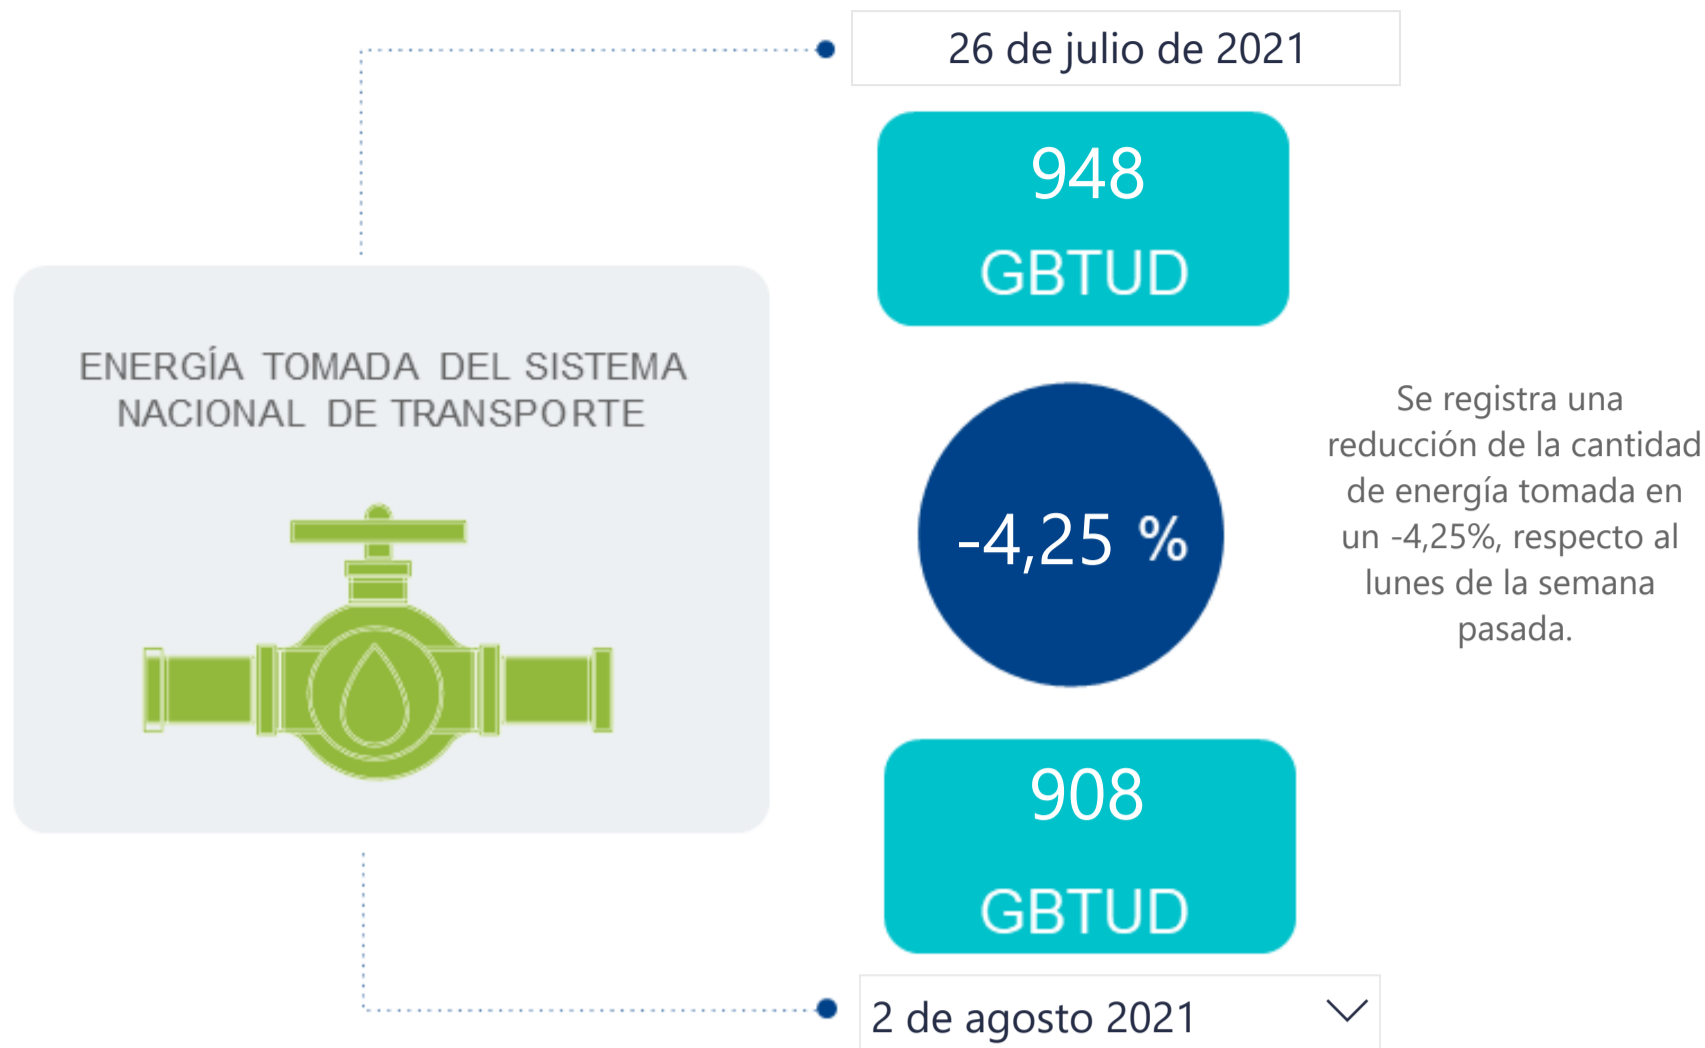 26 de julio de 2021
948
GBTUD
ENERGÍA TOMADA DEL SISTEMA
NACIONAL DE TRANSPORTE
-4,25 %
Se registra una
reducción de la cantidad
de energía tomada en
un -4,25%, respecto al
lunes de la semana
pasada.
908
GBTUD
2 de agosto 2021